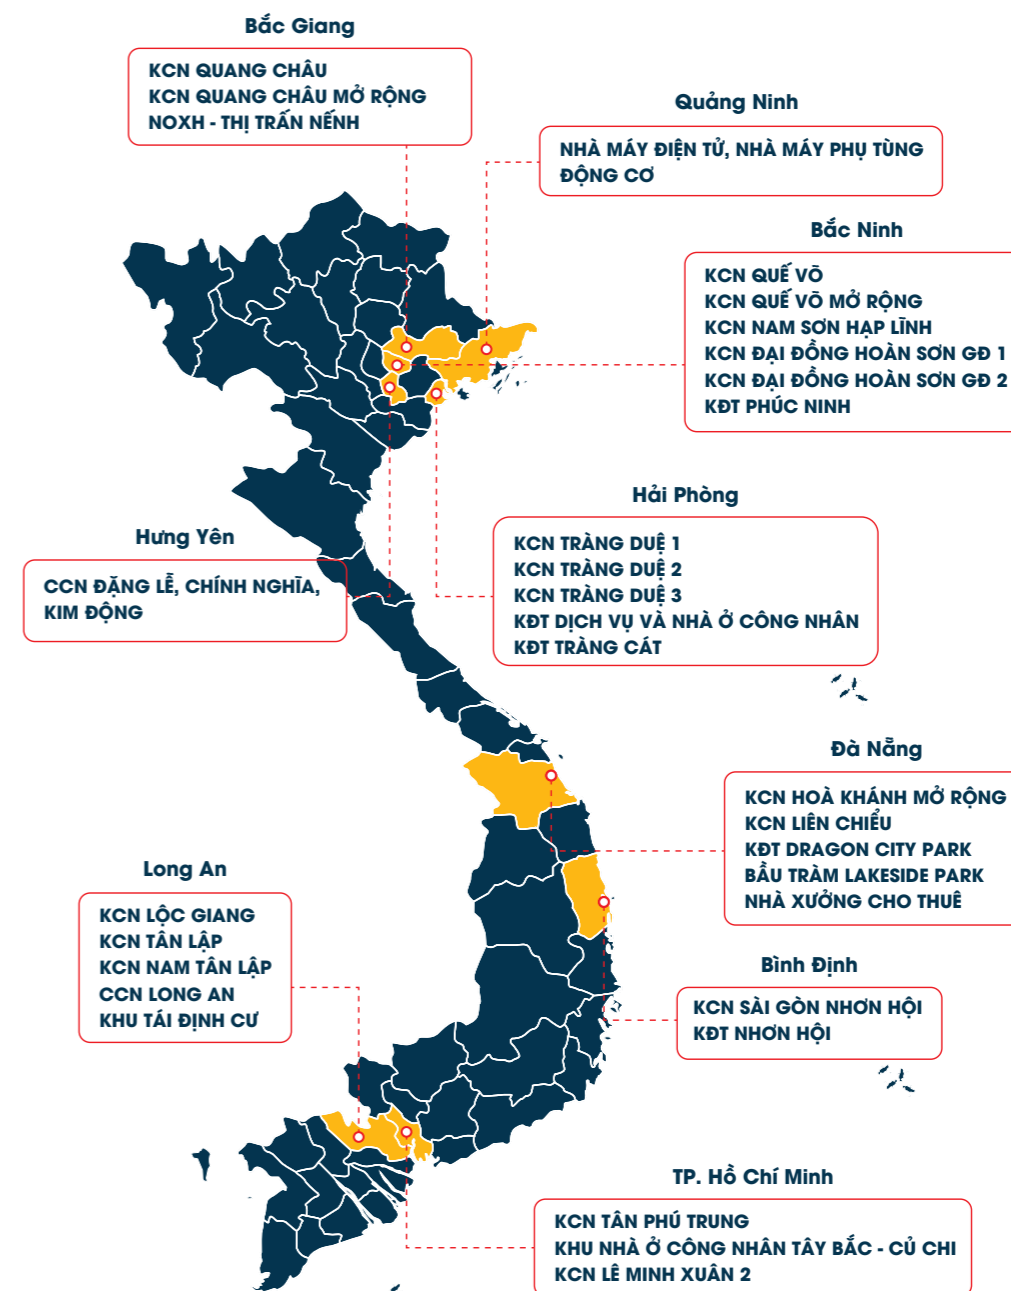 Bắc Giang
KCN QUANG CHÂU
KCN QUANG CHÂU MỞ RỘNG
NOXH - THỊ TRẤN NẾNH
Quảng Ninh
NHÀ MÁY ĐIỆN TỬ, NHÀ MÁY PHỤ TÙNG
ĐỘNG CƠ
Bắc Ninh
KCN QUẾ VÕ
KCN QUẾ VÕ MỞ RỘNG
KCN NAM SƠN HẠP LĨNH
KCN ĐẠI ĐỒNG HOÀN SƠN GĐ 1
KCN ĐẠI ĐỒNG HOÀN SƠN GĐ 2
KĐT PHÚC NINH
Hải Phòng
KCN TRÀNG DUỆ 1
KCN TRÀNG DUỆ 2
KCN TRÀNG DUỆ 3
KĐT DỊCH VỤ VÀ NHÀ Ở CÔNG NHÂN
KĐT TRÀNG CÁT
Hưng Yên
CCN ĐẶNG LỄ, CHÍNH NGHĨA,
KIM ĐỘNG
Đà Nẵng
KCN HOÀ KHÁNH MỞ RỘNG
KCN LIÊN CHIỂU
KĐT DRAGON CITY PARK
BẦU TRÀM LAKESIDE PARK
NHÀ XƯỞNG CHO THUÊ
Long An
KCN LỘC GIANG
KCN TÂN LẬP
KCN NAM TÂN LẬP
CCN LONG AN
KHU TÁI ĐỊNH CƯ
Bình Định
KCN SÀI GÒN NHƠN HỘI
KĐT NHƠN HỘI
TP. Hồ Chí Minh
KCN TÂN PHÚ TRUNG
KHU NHÀ Ở CÔNG NHÂN TÂY BẮC - CỦ CHI
KCN LÊ MINH XUÂN 2